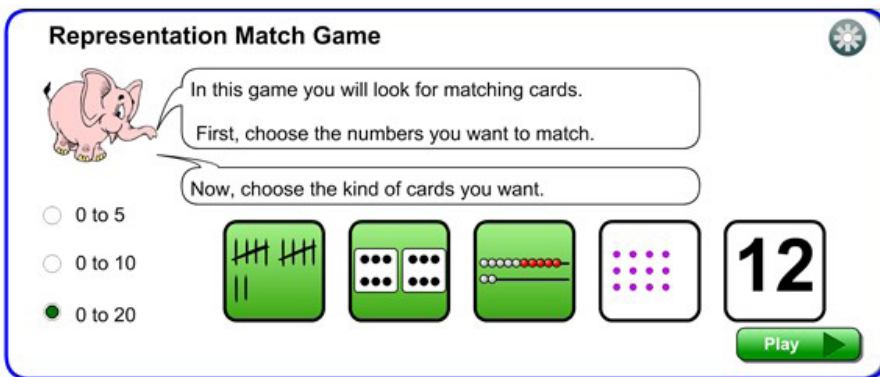 Representation Match Game
In this game you will look for matching cards.
First, choose the numbers you want to match.
Now, choose the kind of cards you want.
0 to 5
0 to 10
0 to 20
12
Play